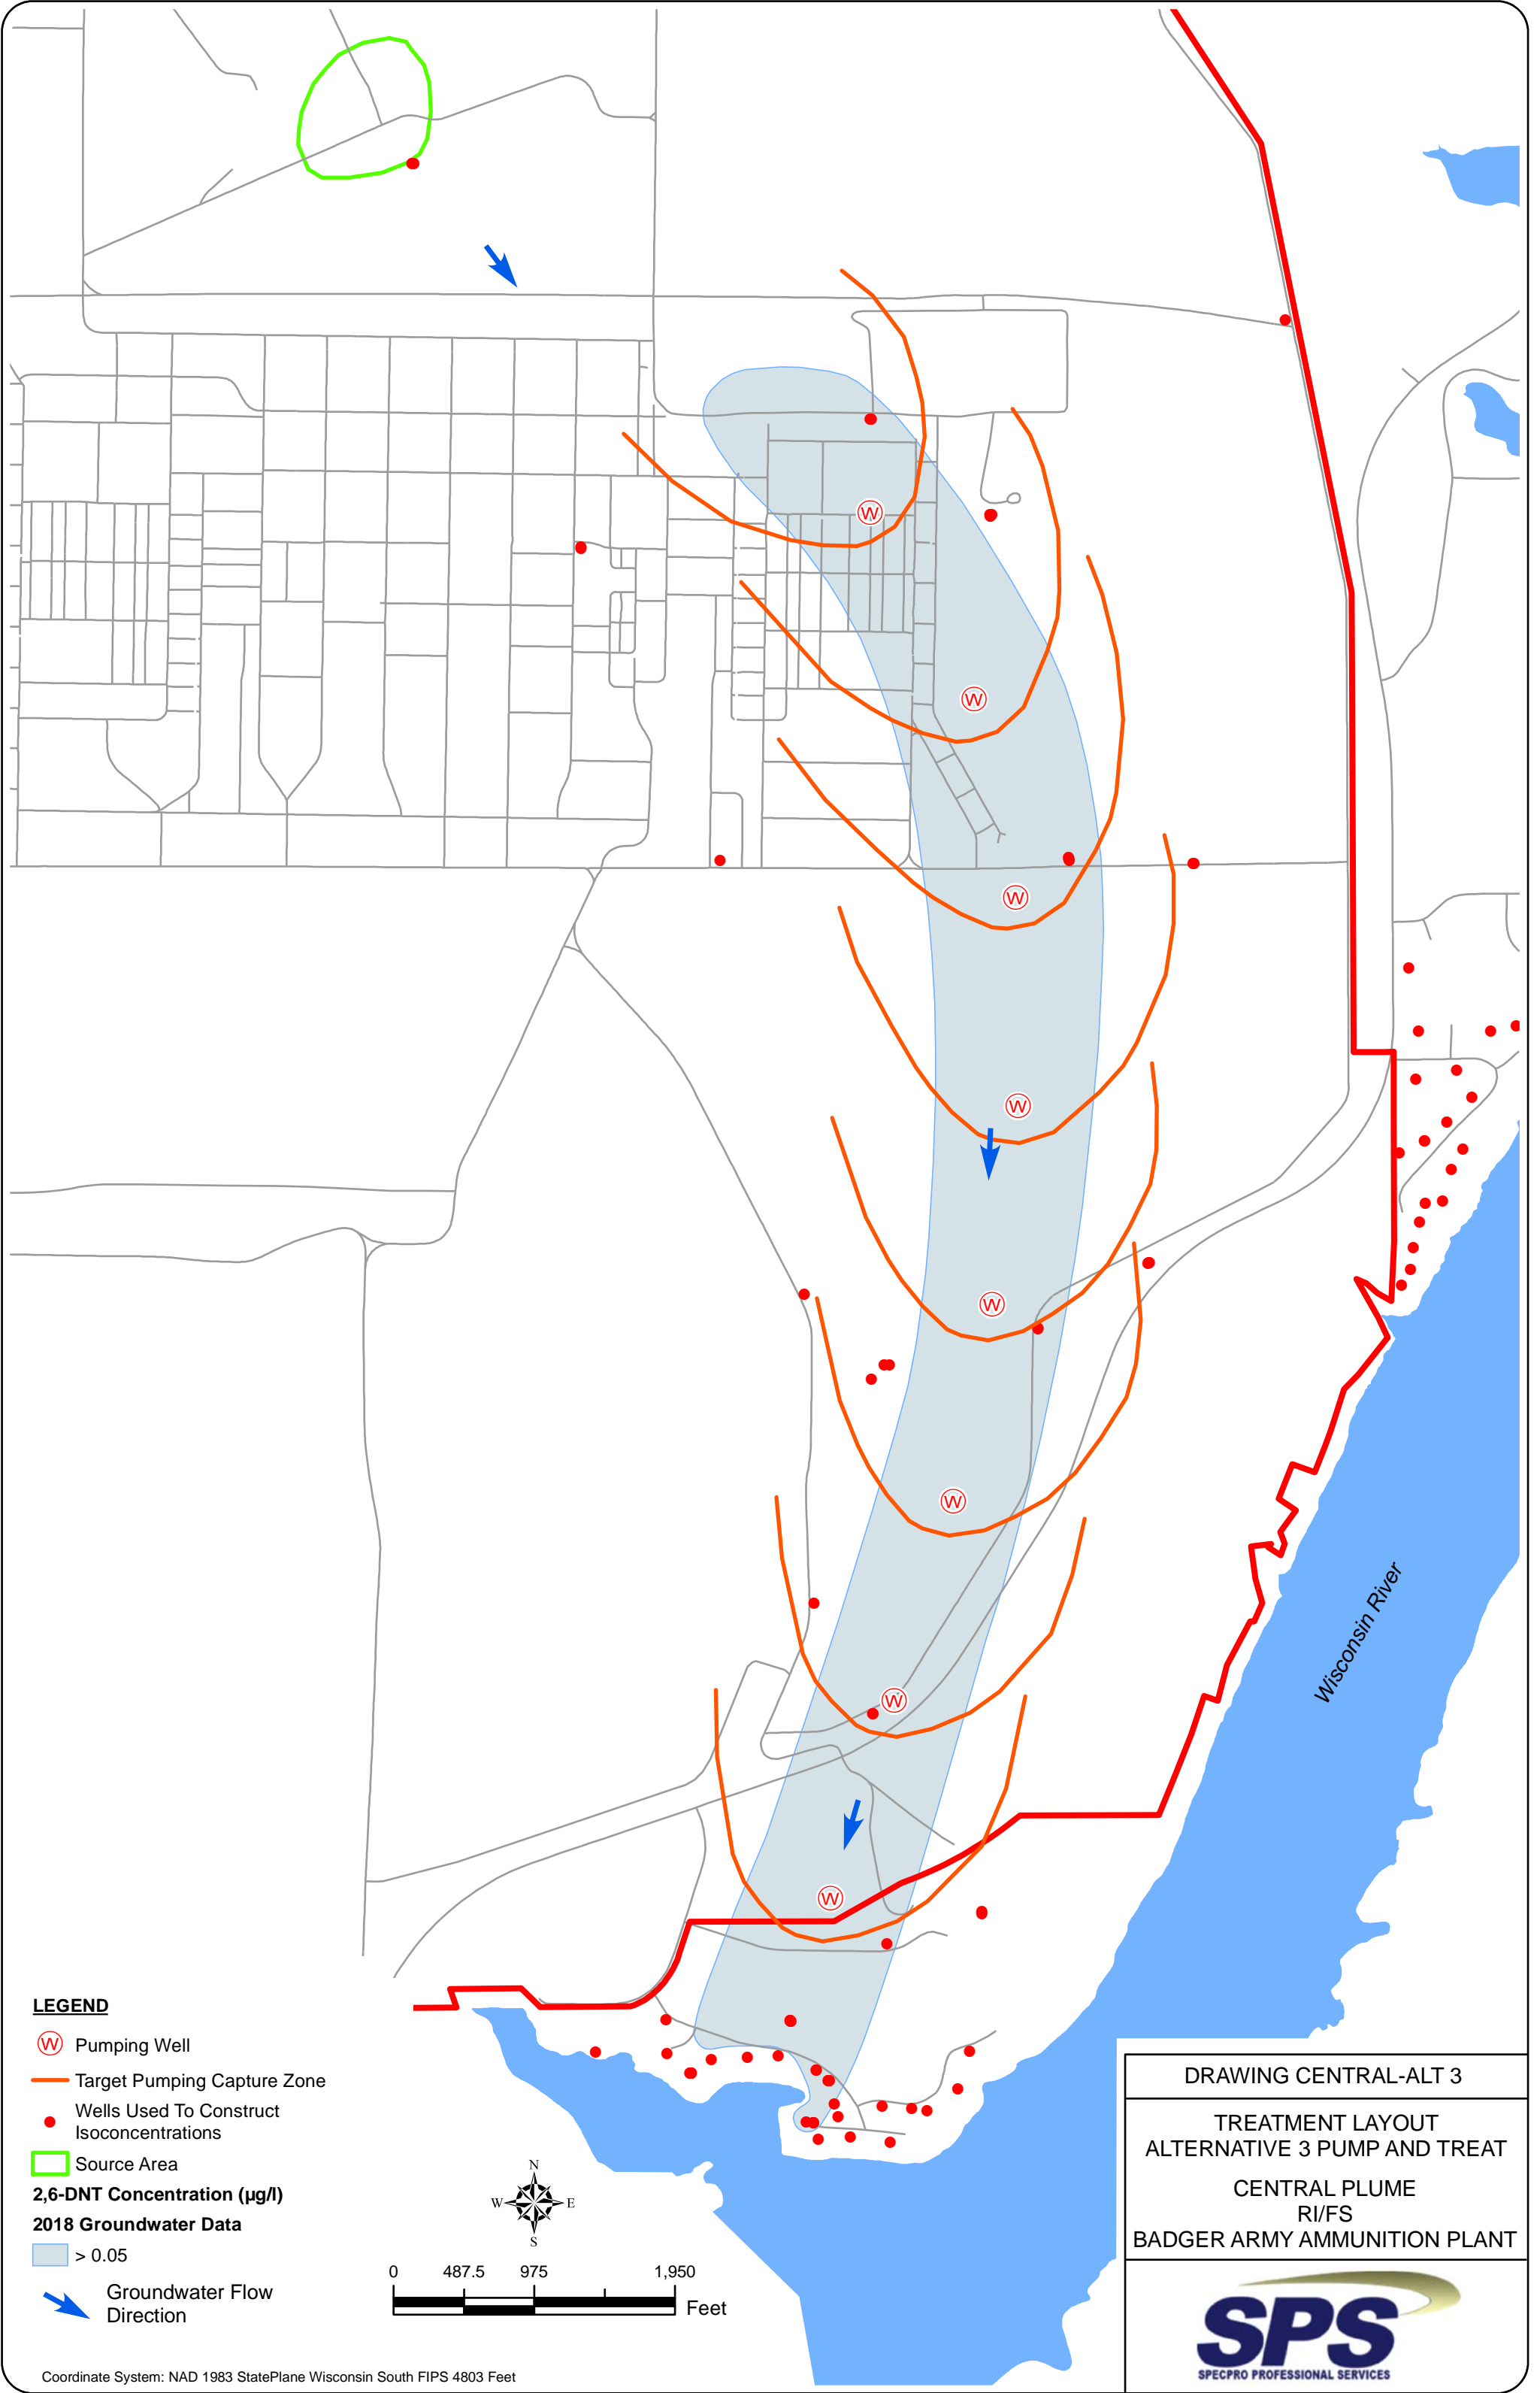 W
W
W
W
W
W
W
W
Wisconsin River
LEGEND
W Pumping Well
Target Pumping Capture Zone
Wells Used To Construct
Isoconcentrations
Source Area
2,6-DNT Concentration (µg/l)
2018 Groundwater Data
> 0.05
Groundwater Flow
Direction
N
W E
S
0 487.5 975 1,950
Feet
Coordinate System: NAD 1983 StatePlane Wisconsin South FIPS 4803 Feet
DRAWING CENTRAL-ALT 3
TREATMENT LAYOUT
ALTERNATIVE 3 PUMP AND TREAT
CENTRAL PLUME
RI/FS
BADGER ARMY AMMUNITION PLANT
SPS
SPECPRO PROFESSIONAL SERVICES